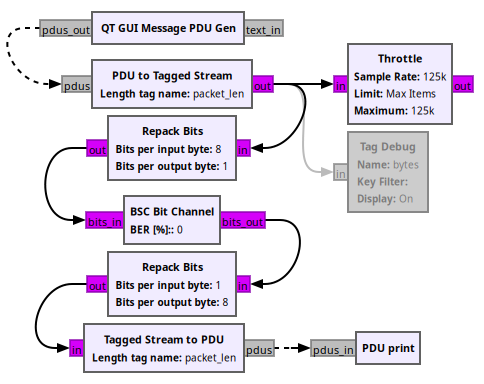 pdus_out QT GUI Message PDU Gen text_in
PDU to Tagged Stream
pdus Length tag name: packet_len out
Throttle
in Sample Rate: 125k out
Limit: Max Items
Maximum: 125k
Repack Bits
out Bits per input byte: 8 in
Bits per output byte: 1
Tag Debug
Name: bytes
in Key Filter:
Display: On
BSC Bit Channel
bits_in BER [%]:: 0 bits_out
Repack Bits
out Bits per input byte: 1 in
Bits per output byte: 8
Tagged Stream to PDU
in Length tag name: packet_len pdus
pdus_in PDU print